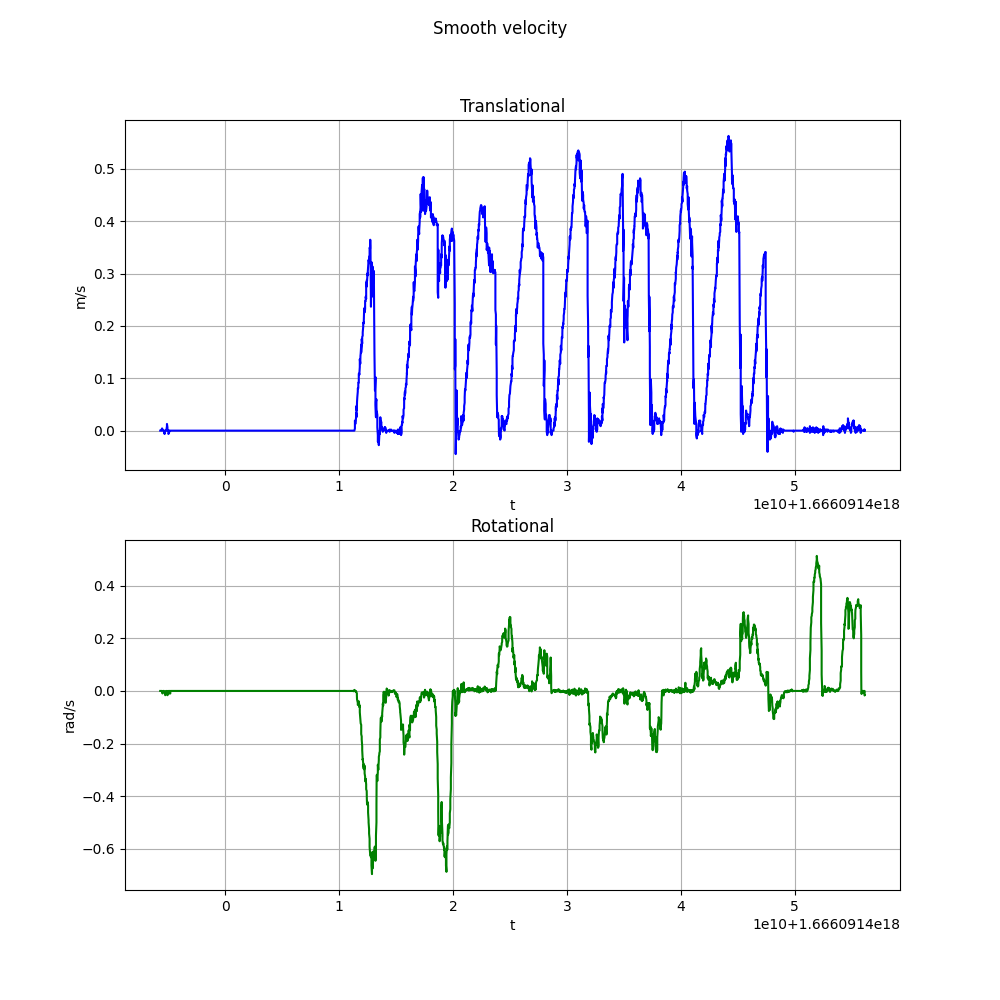 Smooth velocity
Translational
0.5
0.4
0.3
0.2
0.1
0.0
m/s
0 1 2 3 4 5
t
1e10+1.6660914e18
Rotational
0.4
0.2
0.0
−0.2
−0.4
−0.6
rad/s
0 1 2 3 4 5
t
1e10+1.6660914e18